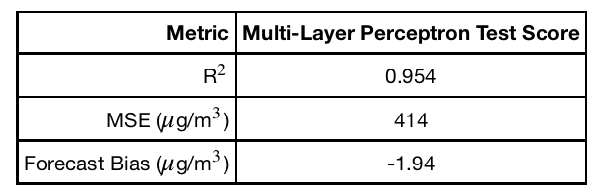 Metric Multi-Layer Perceptron Test Score
R² 0.954
MSE (μg/m³) 414
Forecast Bias (μg/m³) -1.94